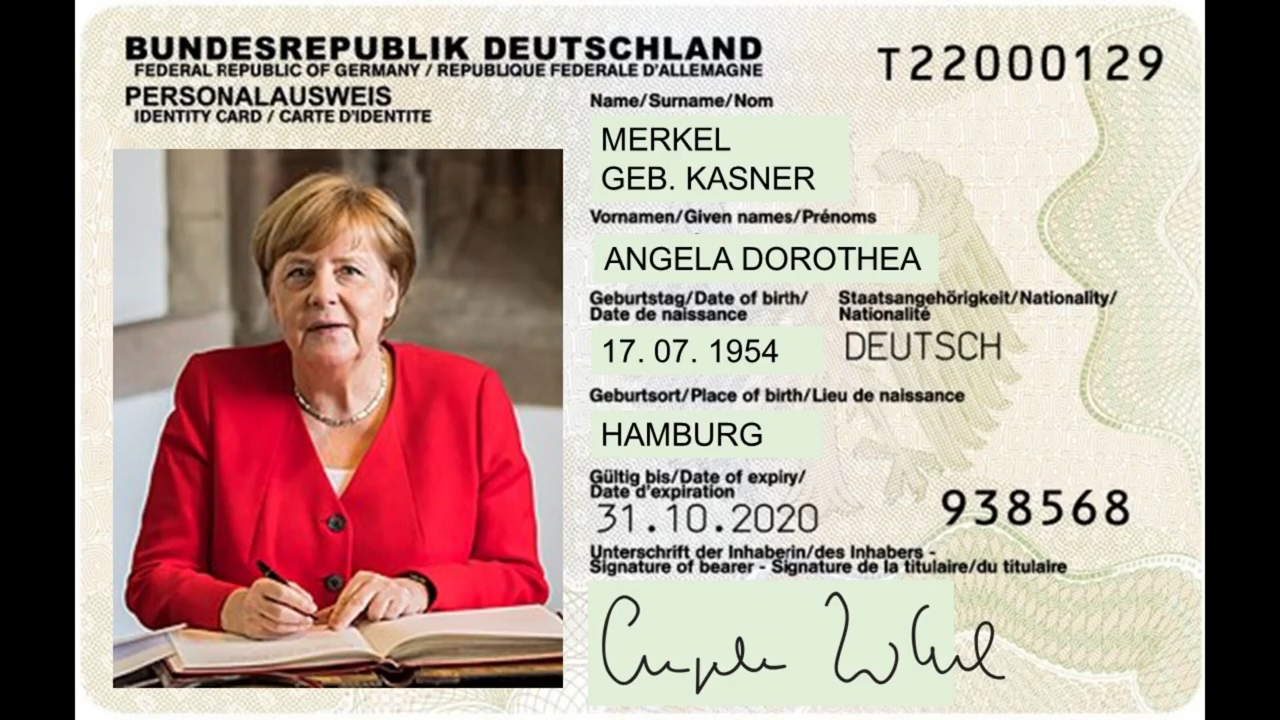 BUNDESREPUBLIK DEUTSCHLAND
FEDERAL REPUBLIC OF GERMANY / REPUBLIQUE FEDERALE D'ALLEMAGNE
PERSONALAUSWEIS
IDENTITY CARD / CARTE D'IDENTITE
T22000129
Name/Surname/Nom
MERKEL
GEB. KASNER
Vornamen/Given names/Prénoms
ANGELA DOROTHEA
Geburtstag/Date of birth/
Date de naissance
17. 07. 1954
Staatsangehörigkeit/Nationality/
Nationalité
DEUTSCH
Geburtsort/Place of birth/Lieu de naissance
HAMBURG
Gültig bis/Date of expiry/
Date d'expiration
31.10.2020
938568
Unterschrift der Inhaberin/des Inhabers -
Signature of bearer - Signature de la titulaire/du titulaire